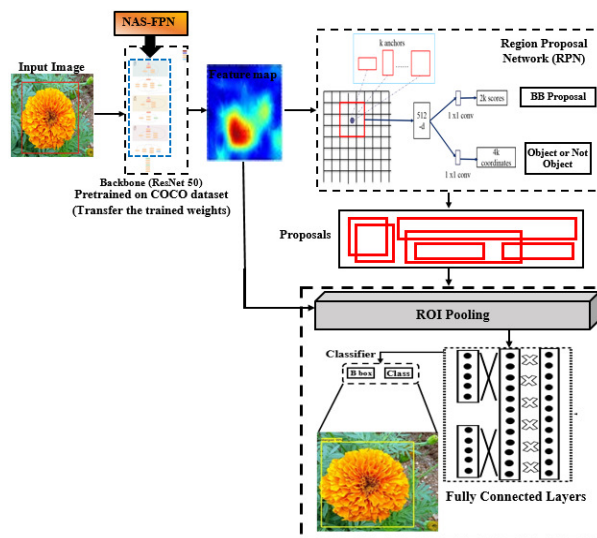 NAS-FPN
Input Image
Feature map
Backbone (ResNet 50)
Pretrained on COCO dataset
(Transfer the trained weights)
Region Proposal
Network (RPN)
k anchors
512
-d
1 x1 conv
2k scores
BB Proposal
1 x1 conv
4k
coordinates
Object or Not
Object
Proposals
ROI Pooling
Classifier
B box
Class
Fully Connected Layers